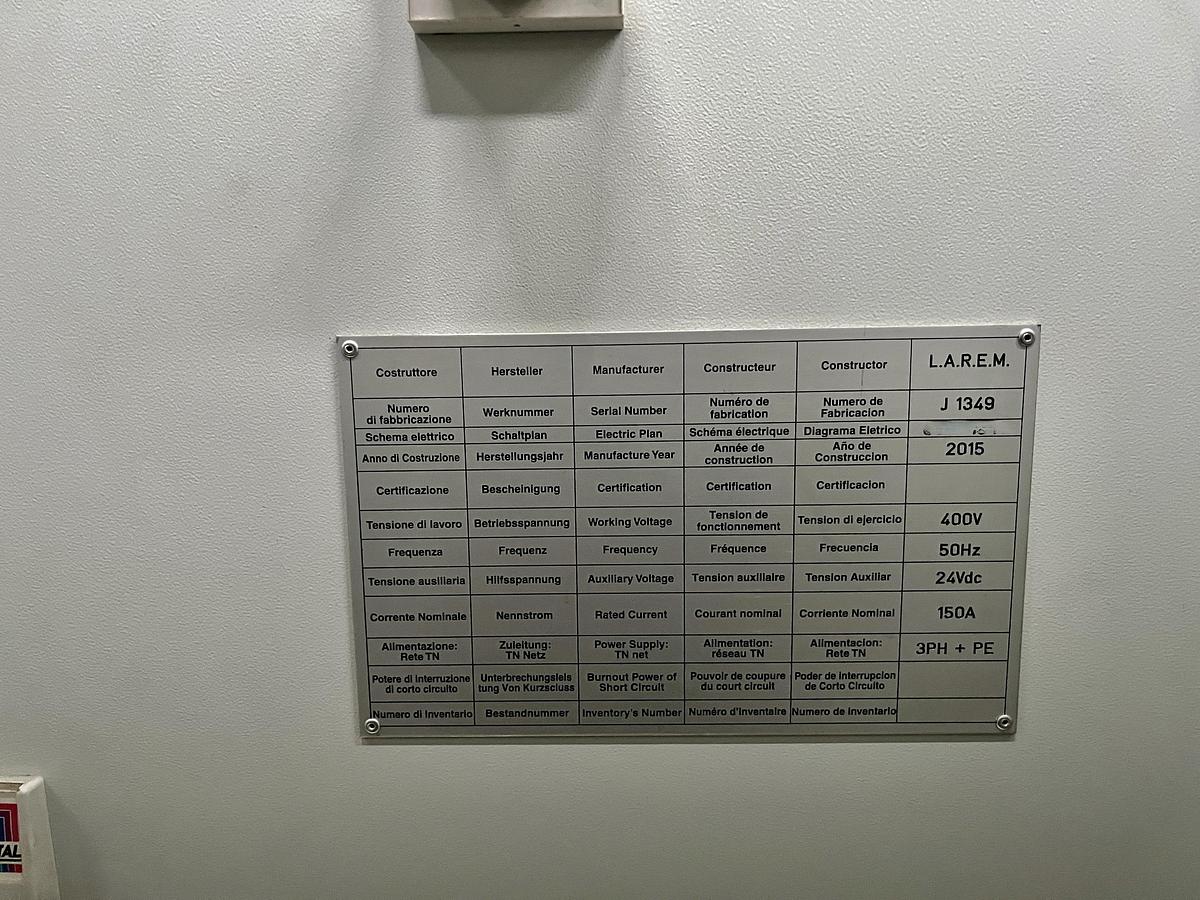 Costruttore Hersteller Manufacturer Constructeur Constructor L.A.R.E.M.
Numero di fabbricazione Werknummer Serial Number Numéro de fabrication Numero de Fabricacion J 1349
Schema elettrico Schaltplan Electric Plan Schéma électrique Diagrama Eletrico
Anno di Costruzione Herstellungsjahr Manufacture Year Année de construction Año de Construccion 2015
Certificazione Bescheinigung Certification Certification Certificacion
Tensione di lavoro Betriebsspannung Working Voltage Tension de fonctionnement Tension di ejercicio 400V
Frequenza Frequenz Frequency Fréquence Frecuencia 50Hz
Tensione ausiliaria Hilfsspannung Auxiliary Voltage Tension auxiliaire Tension Auxiliar 24Vdc
Corrente Nominale Nennstrom Rated Current Courant nominal Corriente Nominal 150A
Alimentazione: Rete TN Zuleitung: TN Netz Power Supply: TN net Alimentation: réseau TN Alimentacion: Rete TN 3PH + PE
Potere di interruzione di corto circuito Unterbrechungsleis tung Von Kurzsciuss Burnout Power of Short Circuit Pouvoir de coupure du court circuit Poder de interrupcion de Corto Circuito
Numero di inventario Bestandnummer Inventory's Number Numéro d'inventaire Numero de inventario